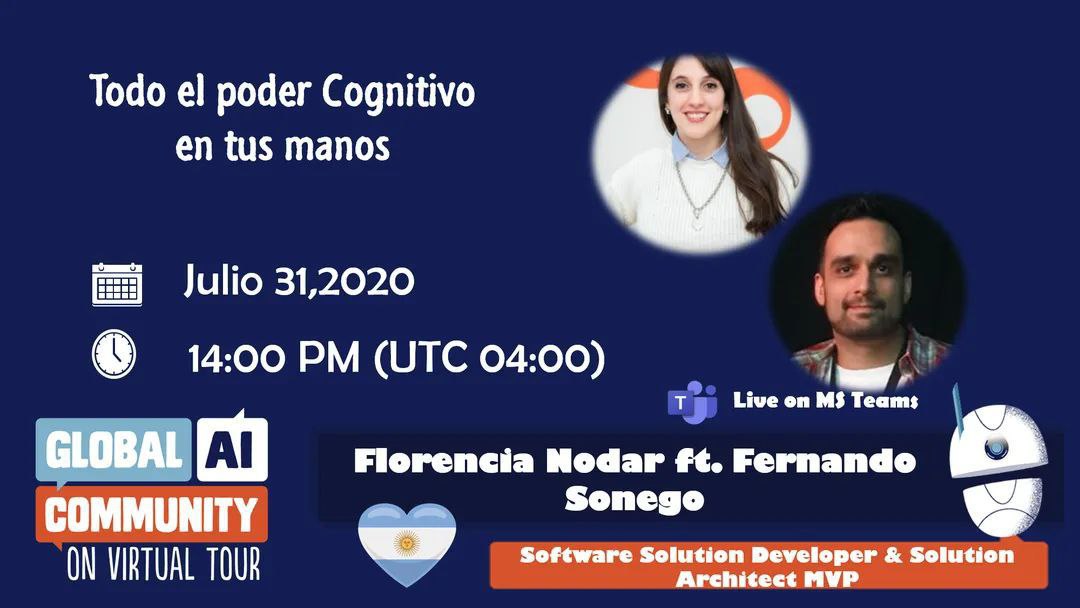 Todo el poder Cognitivo
en tus manos
Julio 31,2020
14:00 PM (UTC 04:00)
T
Live on MS Teams
GLOBAL AI
COMMUNITY
ON VIRTUAL TOUR
Florencia Nodar ft. Fernando
Sonego
Software Solution Developer & Solution
Architect MVP